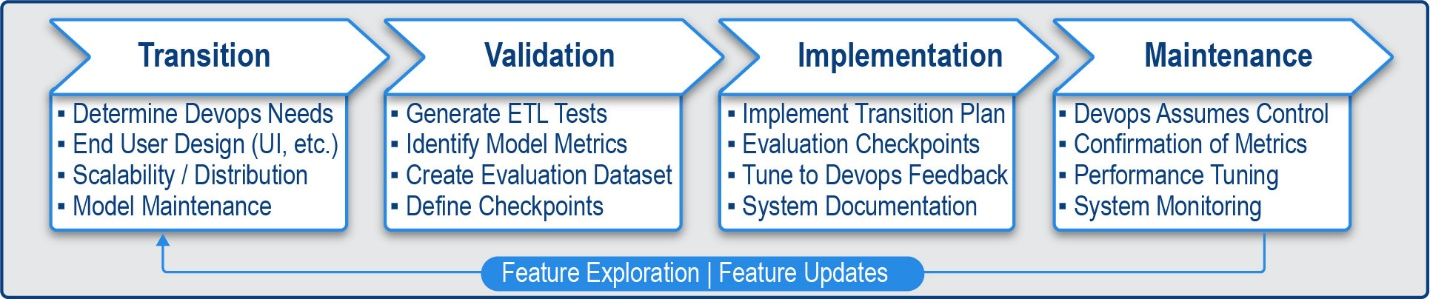 Transition
▪ Determine Devops Needs
▪ End User Design (UI, etc.)
▪ Scalability / Distribution
▪ Model Maintenance
Validation
▪ Generate ETL Tests
▪ Identify Model Metrics
▪ Create Evaluation Dataset
▪ Define Checkpoints
Implementation
▪ Implement Transition Plan
▪ Evaluation Checkpoints
▪ Tune to Devops Feedback
▪ System Documentation
Maintenance
▪ Devops Assumes Control
▪ Confirmation of Metrics
▪ Performance Tuning
▪ System Monitoring
Feature Exploration | Feature Updates